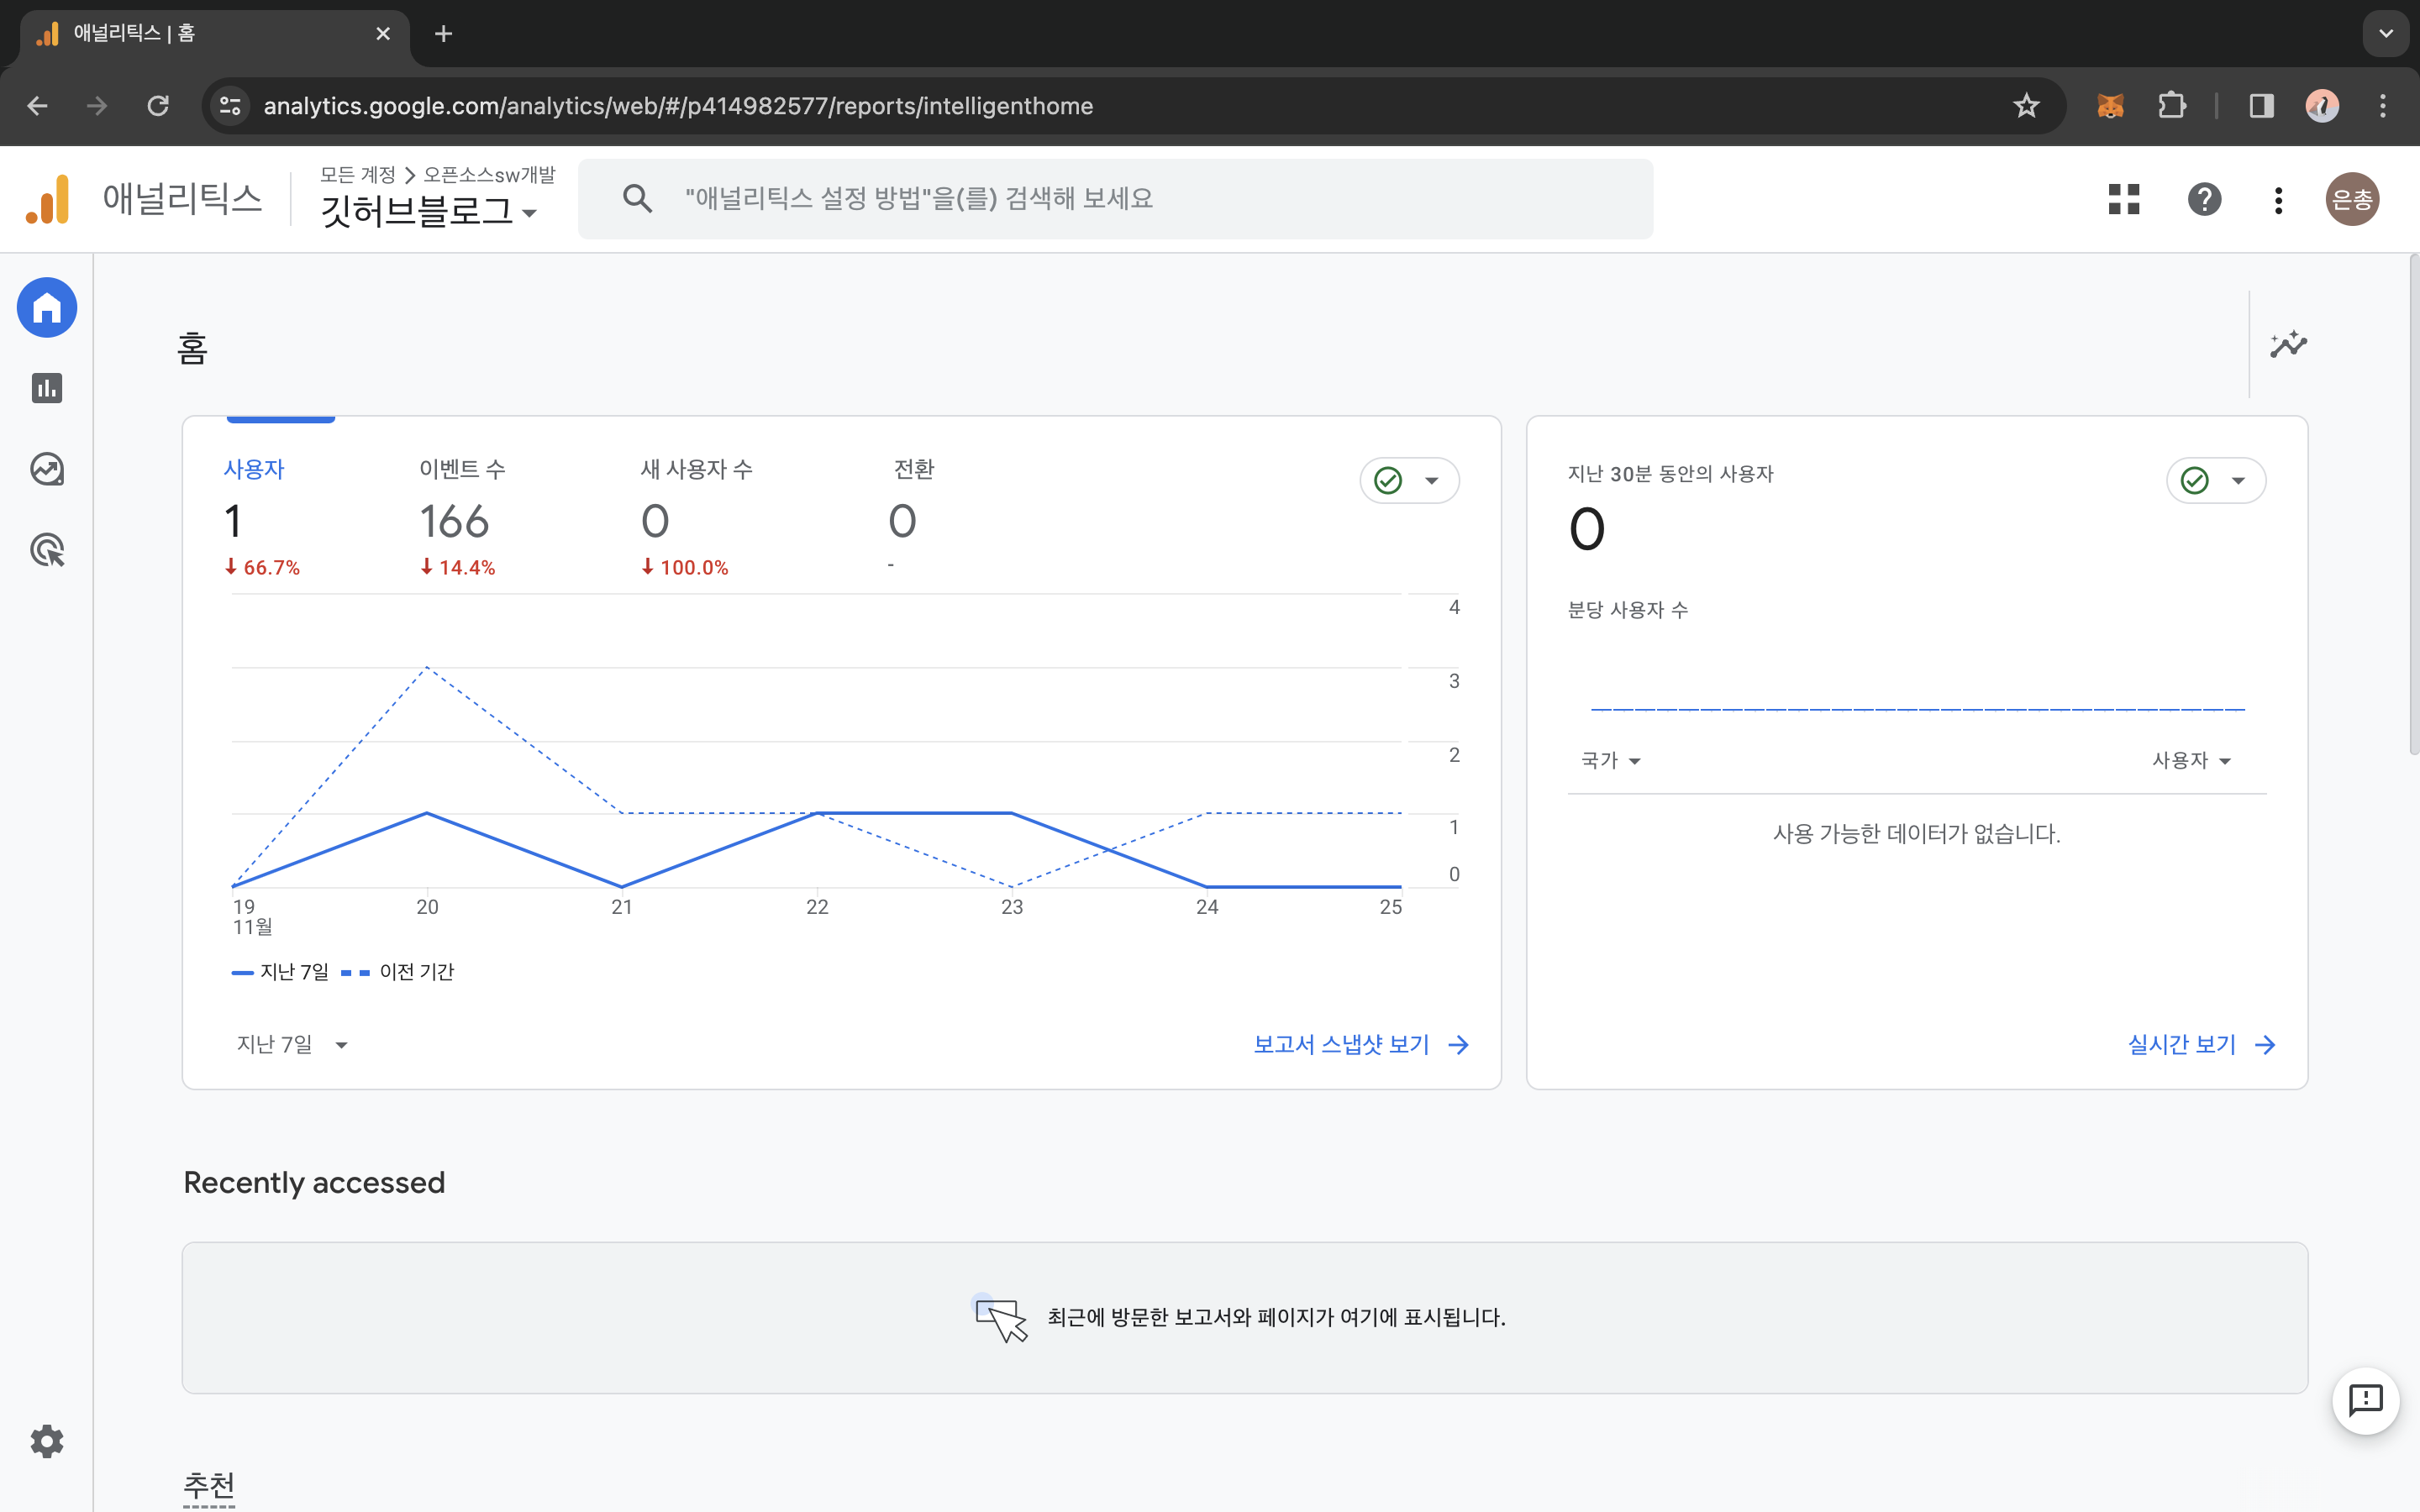 애널리틱스 | 홈
analytics.google.com/analytics/web/#/p414982577/reports/intelligenthome
애널리틱스
모든 계정 > 오픈소스sw개발
깃허브블로그
"애널리틱스 설정 방법"을(를) 검색해 보세요
은총
홈
사용자 이벤트 수 새 사용자 수 전환
1 166 0 0
↓ 66.7% ↓ 14.4% ↓ 100.0% -
4
3
2
1
0
19 20 21 22 23 24 25
11월
지난 7일 이전 기간
지난 7일
보고서 스냅샷 보기 →
지난 30분 동안의 사용자
0
분당 사용자 수
국가 사용자
사용 가능한 데이터가 없습니다.
실시간 보기 →
Recently accessed
최근에 방문한 보고서와 페이지가 여기에 표시됩니다.
추천